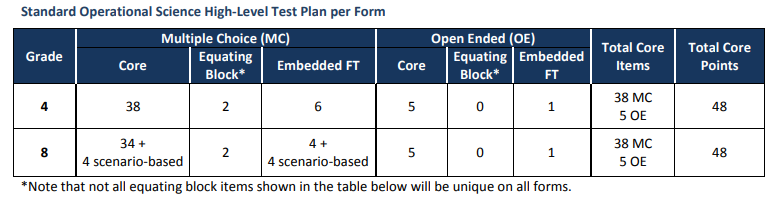 Standard Operational Science High-Level Test Plan per Form
Grade
Multiple Choice (MC)
Open Ended (OE)
Total Core
Items
Total Core
Points
Core
Equating
Block*
Embedded FT
Core
Equating
Block*
Embedded
FT
4
38
2
6
5
0
1
38 MC
5 OE
48
8
34 +
4 scenario-based
2
4 +
4 scenario-based
5
0
1
38 MC
5 OE
48
*Note that not all equating block items shown in the table below will be unique on all forms.